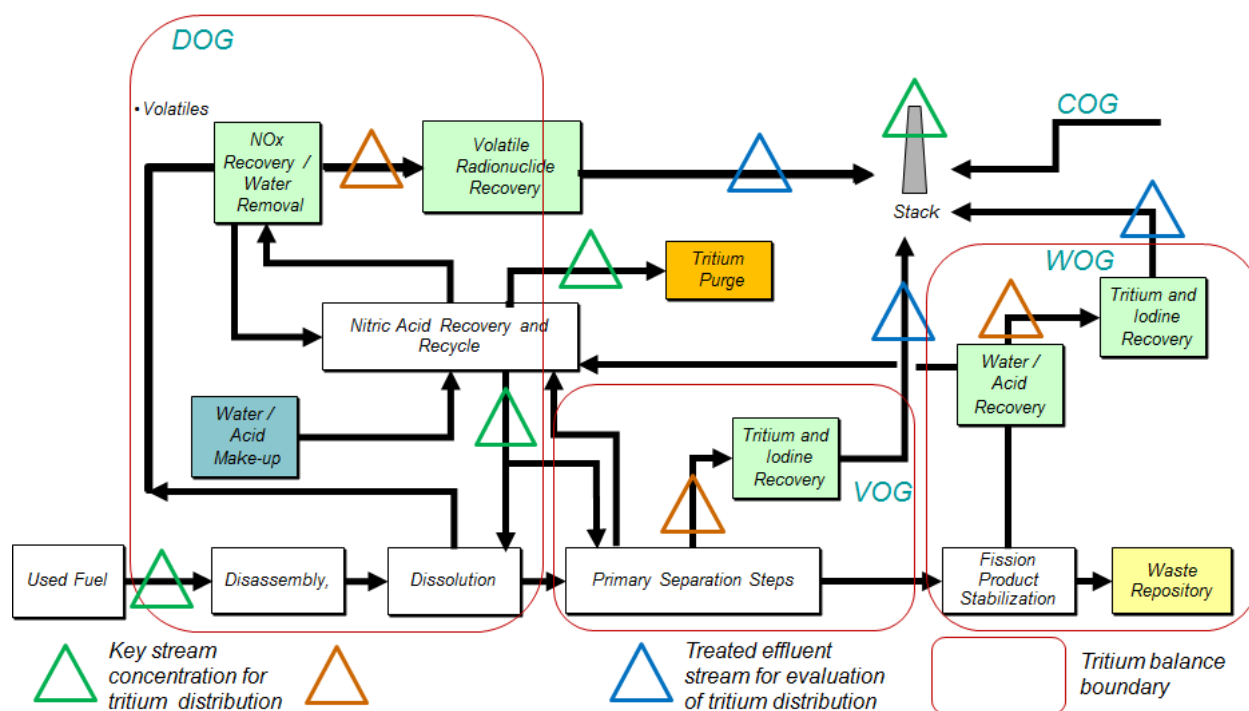 DOG
• Volatiles
NOx
Recovery /
Water
Removal
Volatile
Radionuclide
Recovery
COG
Stack
Tritium
Purge
WOG
Nitric Acid Recovery and
Recycle
Tritium and
Iodine
Recovery
Water /
Acid
Recovery
Water /
Acid
Make-up
Tritium and
Iodine
Recovery
VOG
Used Fuel
Disassembly,
Dissolution
Primary Separation Steps
Fission
Product
Stabilization
Waste
Repository
Key stream
concentration for
tritium distribution
Treated effluent
stream for evaluation
of tritium distribution
Tritium balance
boundary